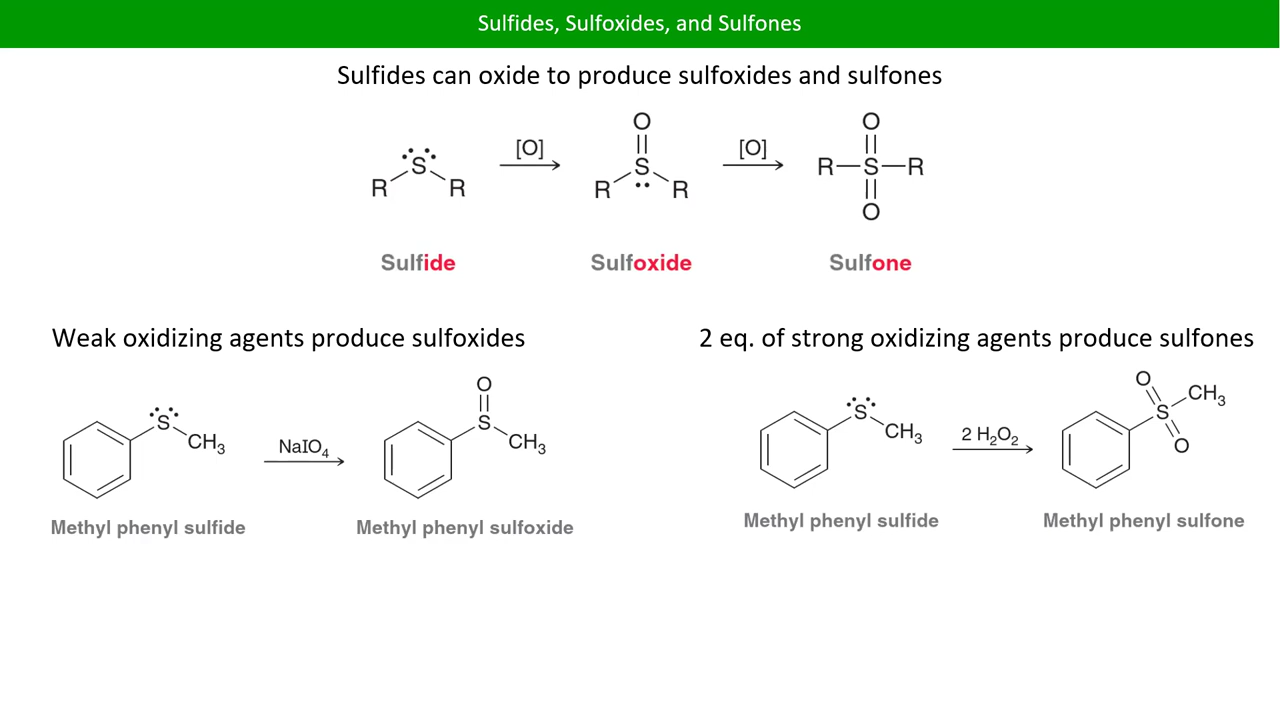 Sulfides, Sulfoxides, and Sulfones
Sulfides can oxide to produce sulfoxides and sulfones
R S R [O] O S R R [O] O R S R O
Sulfide Sulfoxide Sulfone
Weak oxidizing agents produce sulfoxides
S CH3 NaIO4 O S CH3
Methyl phenyl sulfide Methyl phenyl sulfoxide
2 eq. of strong oxidizing agents produce sulfones
S CH3 2 H2O2 O S CH3 O
Methyl phenyl sulfide Methyl phenyl sulfone